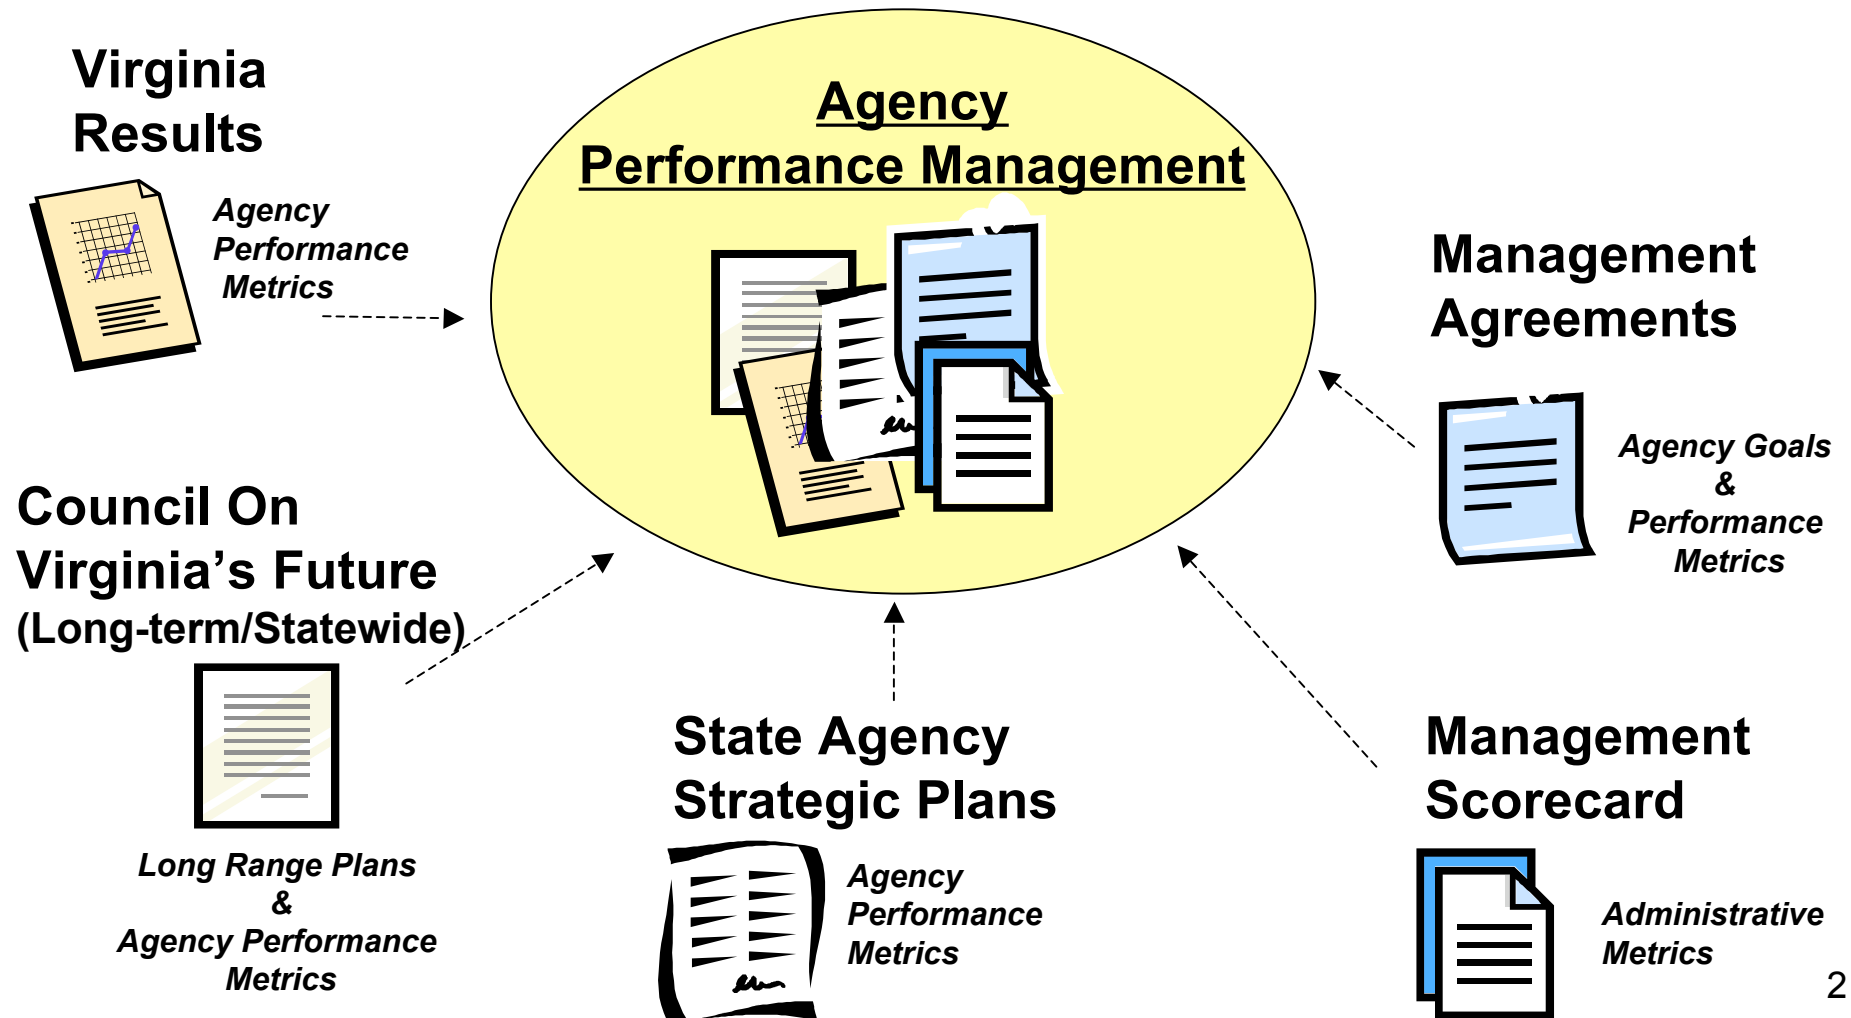 Virginia
Results
Agency
Performance
Metrics
Agency
Performance Management
Management
Agreements
Agency Goals
&
Performance
Metrics
Council On
Virginia’s Future
(Long-term/Statewide)
Long Range Plans
&
Agency Performance
Metrics
State Agency
Strategic Plans
Agency
Performance
Metrics
Management
Scorecard
Administrative
Metrics
2